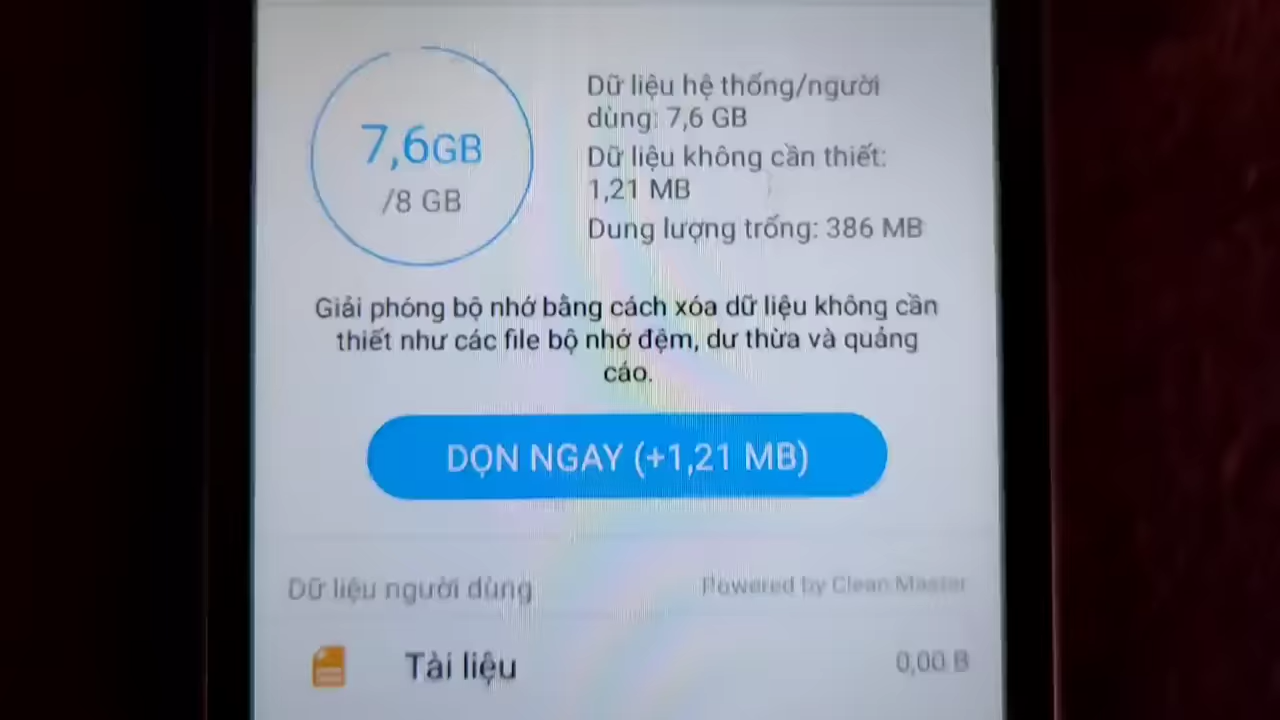 7,6GB
/8 GB
Dữ liệu hệ thống/người
dùng: 7,6 GB
Dữ liệu không cần thiết:
1,21 MB
Dung lượng trống: 386 MB
Giải phóng bộ nhớ bằng cách xóa dữ liệu không cần
thiết như các file bộ nhớ đệm, dư thừa và quảng
cáo.
DỌN NGAY (+1,21 MB)
Dữ liệu người dùng
Powered by Clean Master
Tài liệu
0,00 B